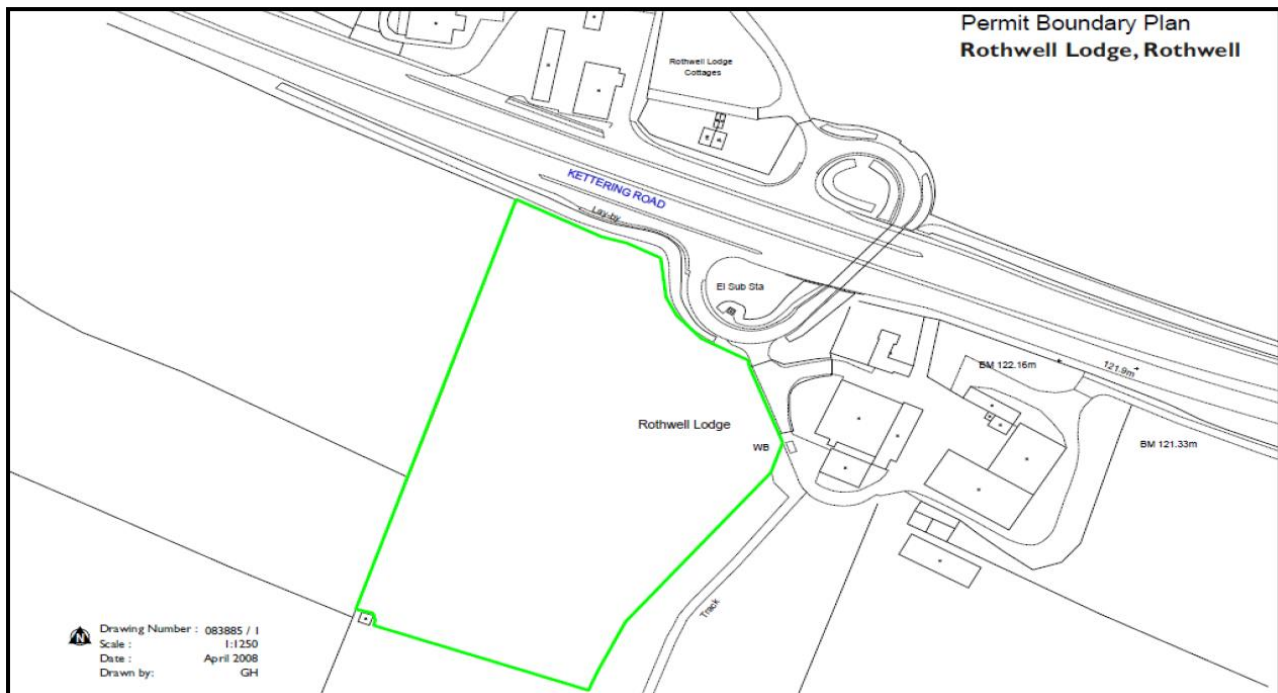 Permit Boundary Plan
Rothwell Lodge, Rothwell
Rothwell Lodge
Cottages
KETTERING ROAD
Lay-by
El Sub Sta
BM 122.16m
121.9m
Rothwell Lodge
WB
BM 121.33m
Track
N
Drawing Number : 083885 / 1
Scale : 1:1250
Date : April 2008
Drawn by: GH